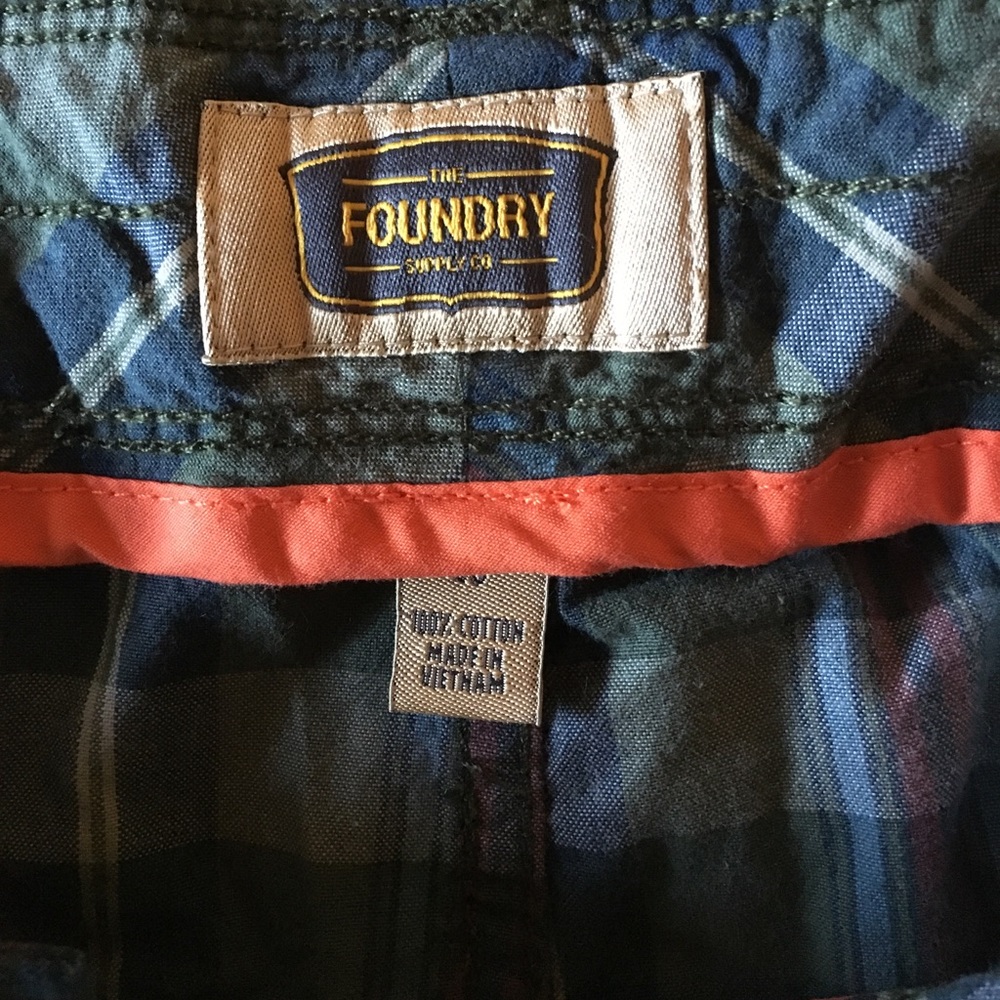 THE
FOUNDRY
SUPPLY CO
100% COTTON
MADE IN
VIETNAM